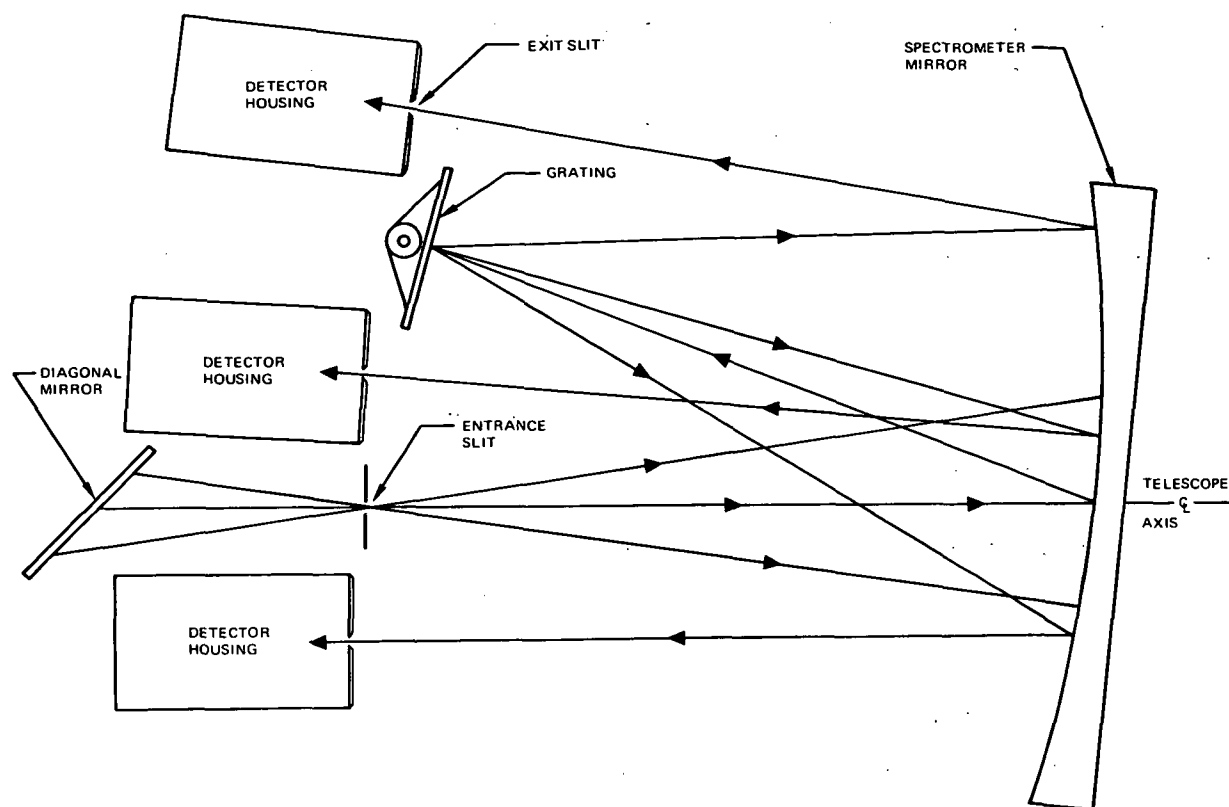 EXIT SLIT
SPECTROMETER
MIRROR
DETECTOR
HOUSING
GRATING
DETECTOR
HOUSING
DIAGONAL
MIRROR
ENTRANCE
SLIT
TELESCOPE
℄
AXIS
DETECTOR
HOUSING